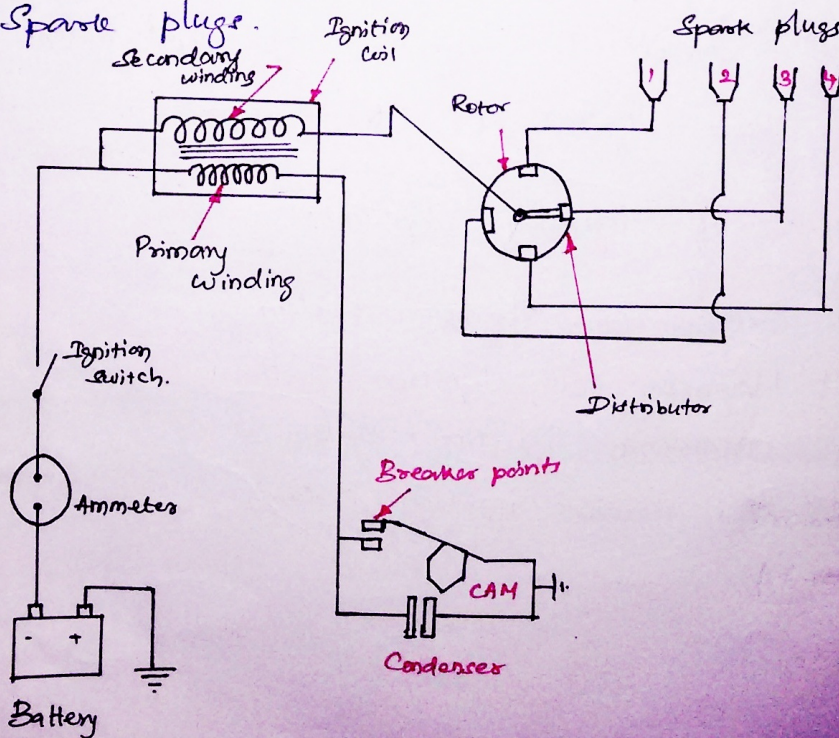 Spark plugs.
Ignition
Coil
Secondary
winding
Spark plugs
1 2 3 4
Rotor
Primary
winding
Ignition
switch.
Distributor
Breaker points
Ammeter
CAM
- +
Condenser
Battery